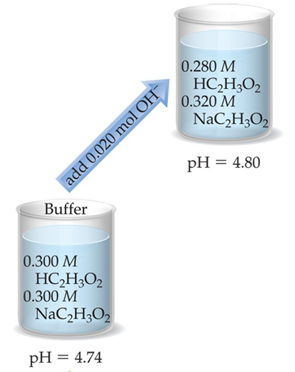 0.280 M
HC₂H₃O₂
0.320 M
NaC₂H₃O₂
pH = 4.80
add 0.020 mol OH⁻
Buffer
0.300 M
HC₂H₃O₂
0.300 M
NaC₂H₃O₂
pH = 4.74